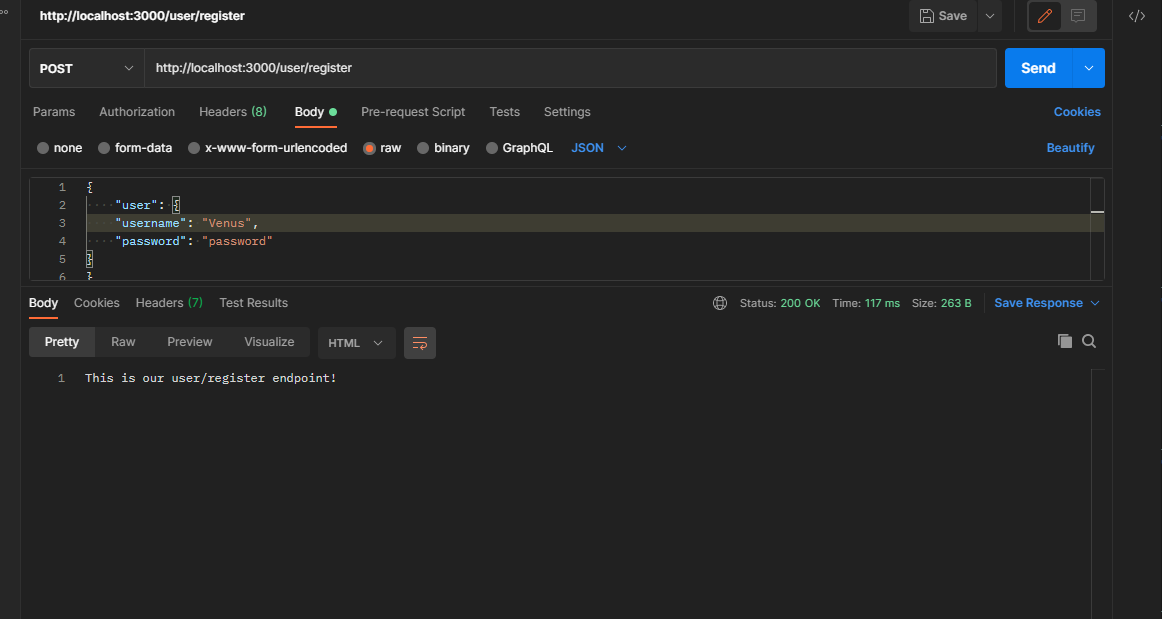 http://localhost:3000/user/register Save </>
POST http://localhost:3000/user/register Send
Params Authorization Headers (8) Body Pre-request Script Tests Settings Cookies
none form-data x-www-form-urlencoded raw binary GraphQL JSON Beautify
1 {
2 "user": {
3 "username": "Venus",
4 "password": "password"
5 }
6 }
Body Cookies Headers (7) Test Results Status: 200 OK Time: 117 ms Size: 263 B Save Response
Pretty Raw Preview Visualize HTML
1 This is our user/register endpoint!